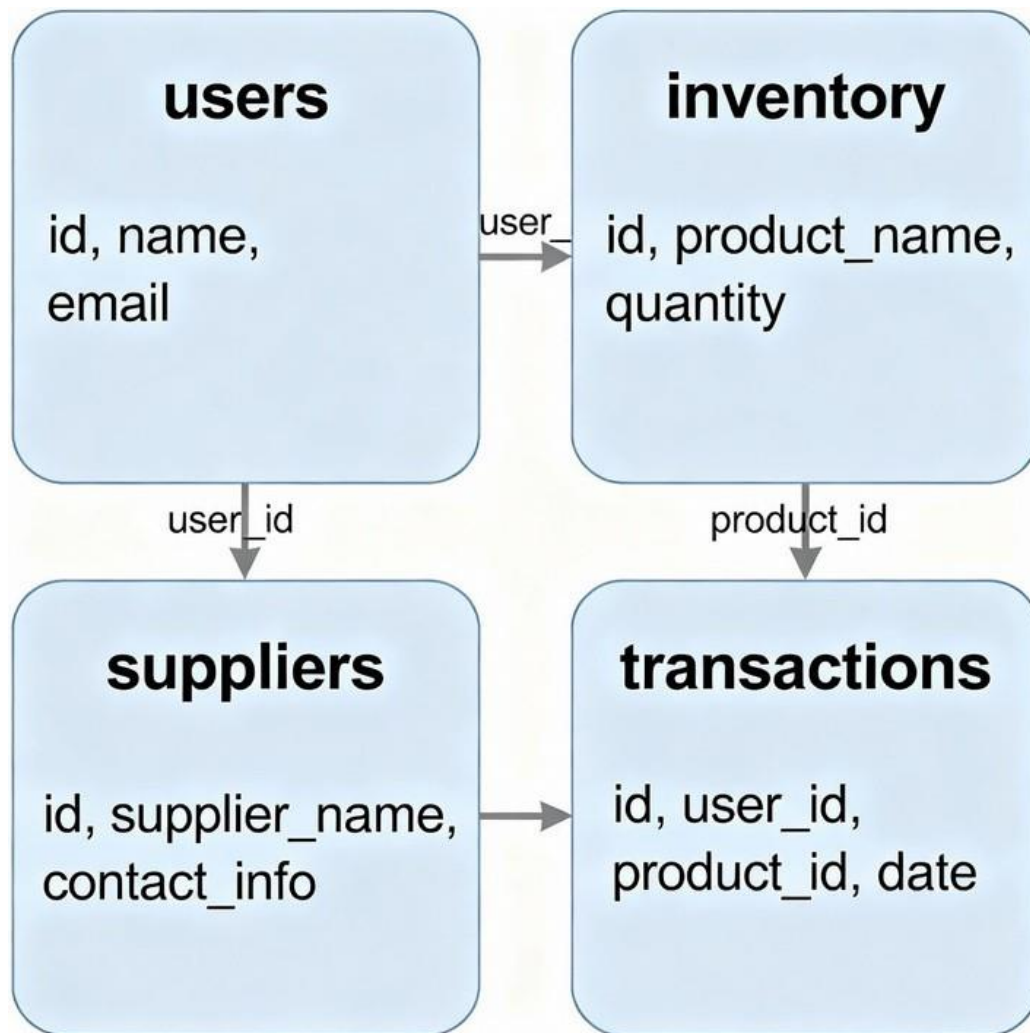 users
id, name,
email
user_
inventory
id, product_name,
quantity
user_id
product_id
suppliers
id, supplier_name,
contact_info
transactions
id, user_id,
product_id, date